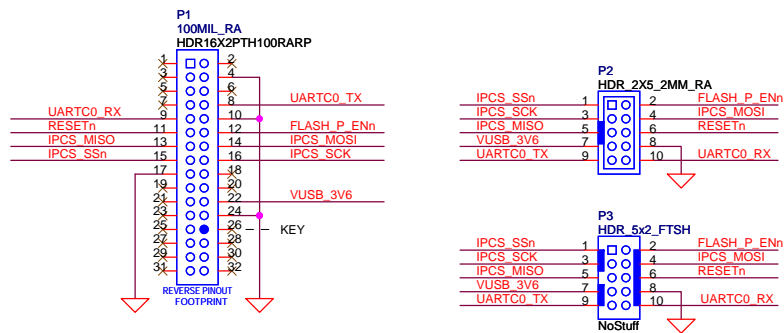 P1
100MIL_RA
HDR16X2PTH100RARP
1 2
3 4
5 6
7 8 UARTC0_TX
UARTC0_RX 9 10
RESETn 11 12 FLASH_P_ENn
IPCS_MISO 13 14 IPCS_MOSI
IPCS_SSn 15 16 IPCS_SCK
17 18
19 20
21 22 VUSB_3V6
23 24
25 26 KEY
27 28
29 30
31 32
REVERSE PINOUT
FOOTPRINT
P2
HDR_2X5_2MM_RA
IPCS_SSn 1 2 FLASH_P_ENn
IPCS_SCK 3 4 IPCS_MOSI
IPCS_MISO 5 6 RESETn
VUSB_3V6 7 8
UARTC0_TX 9 10 UARTC0_RX
P3
HDR_5x2_FTSH
IPCS_SSn 1 2 FLASH_P_ENn
IPCS_SCK 3 4 IPCS_MOSI
IPCS_MISO 5 6 RESETn
VUSB_3V6 7 8
UARTC0_TX 9 10 UARTC0_RX
NoStuff